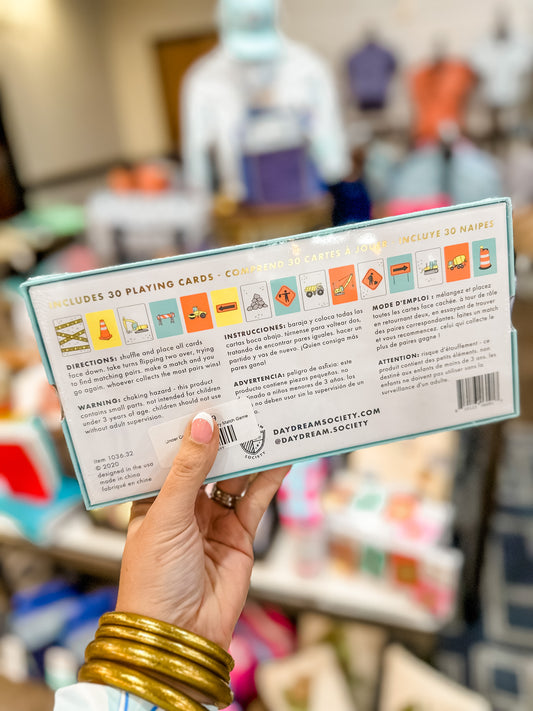 INCLUDES 30 PLAYING CARDS · COMPREND 30 CARTES À JOUER · INCLUYE 30 NAIPES
DIRECTIONS: shuffle and place all cards
face down. take turns flipping two over, trying
to find matching pairs. make a match and you
go again. whoever collects the most pairs wins!
WARNING: choking hazard - this product
contains small parts. not intended for children
under 3 years of age. children should not use
without adult supervision.
Item 1036.32
© 2020
designed in the usa
made in china
fabriqué en chine
INSTRUCCIONES: baraja y coloca todas las
cartas boca abajo. túrnense para voltear dos,
tratando de encontrar pares iguales. hacer un
partido y vas de nuevo. ¡Quien consiga más
pares gana!
ADVERTENCIA: peligro de asfixia: este
producto contiene piezas pequeñas. no
a niños menores de 3 años. los
no deben usar sin la supervisión de un
Match Game
SOCIETY
DAYDREAMSOCIETY.COM
@DAYDREAM.SOCIETY
MODE D'EMPLOI: mélangez et placez
toutes les cartes face cachée. à tour de rôle
en retournant deux, en essayant de trouver
des paires correspondantes. faites un match
et vous recommencez. celui qui collecte le
plus de paires gagne!
ATTENTION: risque d'étouffement - ce
produit contient des petits éléments. non
destiné aux enfants de moins de 3 ans. les
enfants ne doivent pas utiliser sans la
surveillance d'un adulte.